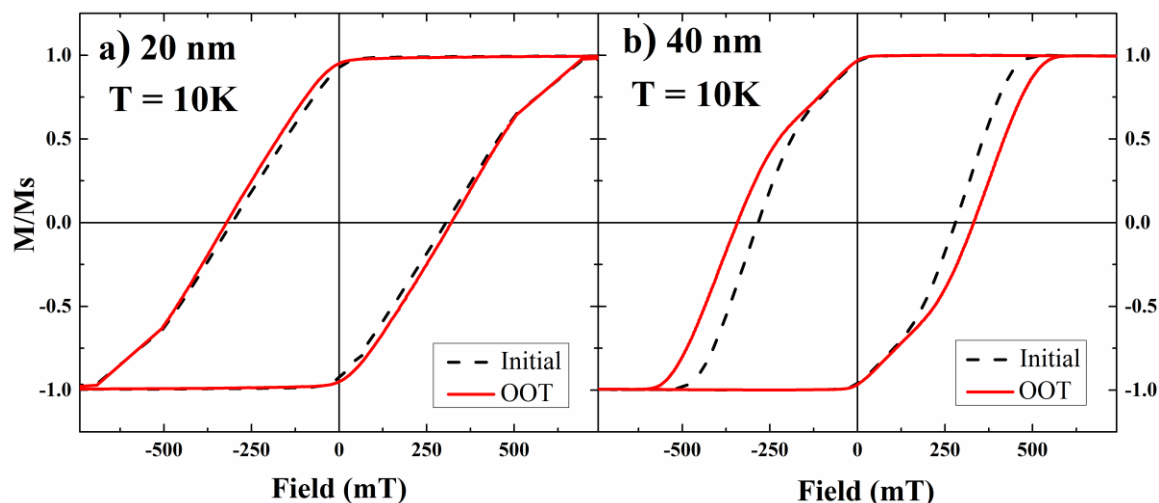 a) 20 nm
T = 10K
b) 40 nm
T = 10K
M/Ms
1.0
0.5
0.0
-0.5
-1.0
1.0
0.5
0.0
-0.5
-1.0
Initial
OOT
Initial
OOT
-500 -250 0 250 500
-500 -250 0 250 500
Field (mT)
Field (mT)